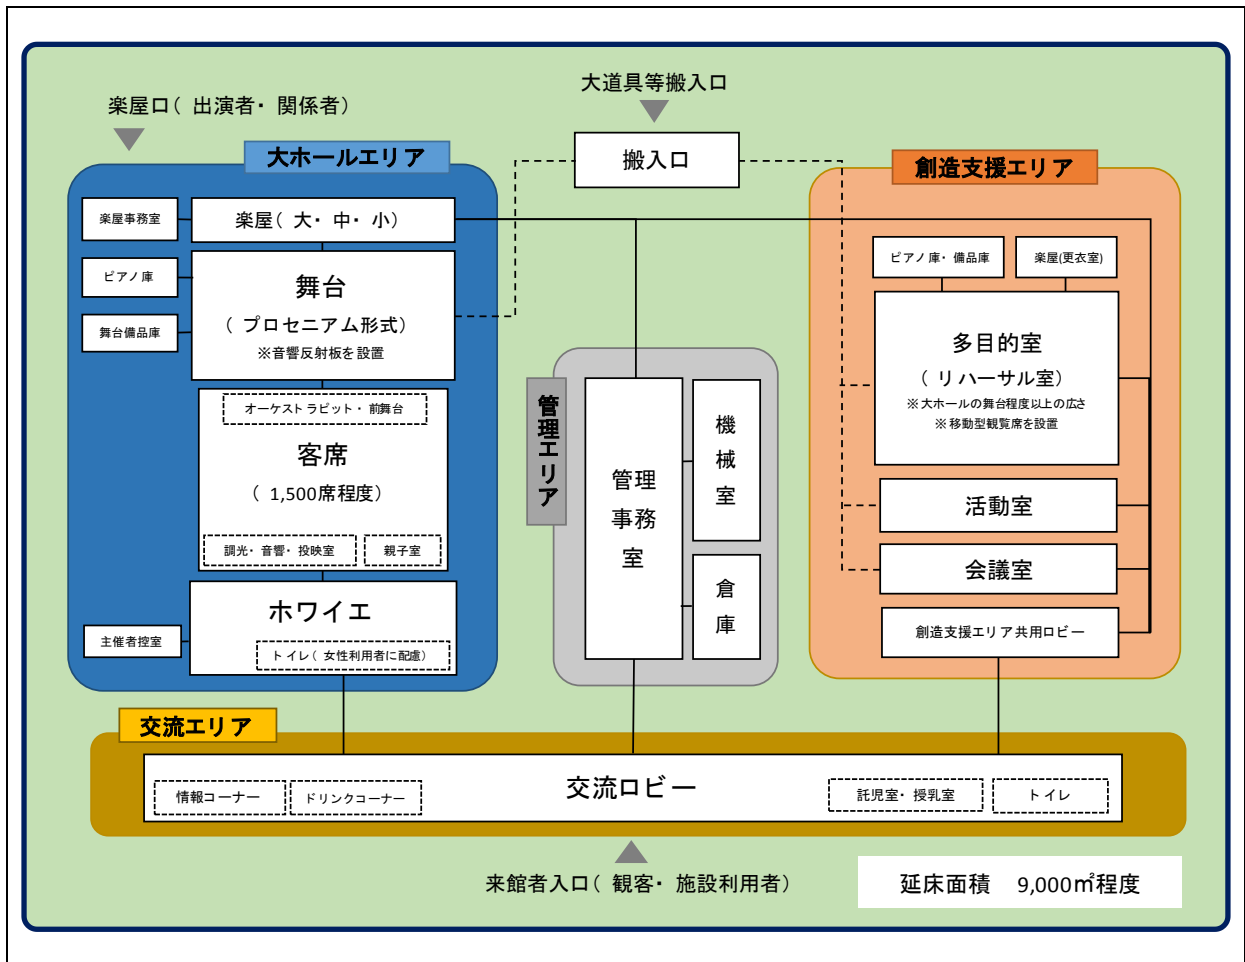 大道具等搬入口
楽屋口( 出演者・ 関係者)
大ホールエリア
搬入口
創造支援エリア
楽屋事務室
楽屋( 大・ 中・ 小)
ピアノ庫
舞台
( プロセニアム形式)
※音響反射板を設置
舞台備品庫
オーケストラピット・ 前舞台
客席
( 1,500席程度)
調光・ 音響・ 投映室
親子室
ホワイエ
トイレ( 女性利用者に配慮)
主催者控室
管理エリア
管理
事務
室
機
械
室
倉
庫
ピアノ庫・ 備品庫
楽屋(更衣室)
多目的室
( リハーサル室)
※大ホールの舞台程度以上の広さ
※移動型観覧席を設置
活動室
会議室
創造支援エリア共用ロビー
交流エリア
交流ロビー
情報コーナー
ドリンクコーナー
託児室・ 授乳室
トイレ
来館者入口( 観客・ 施設利用者)
延床面積 9,000㎡程度